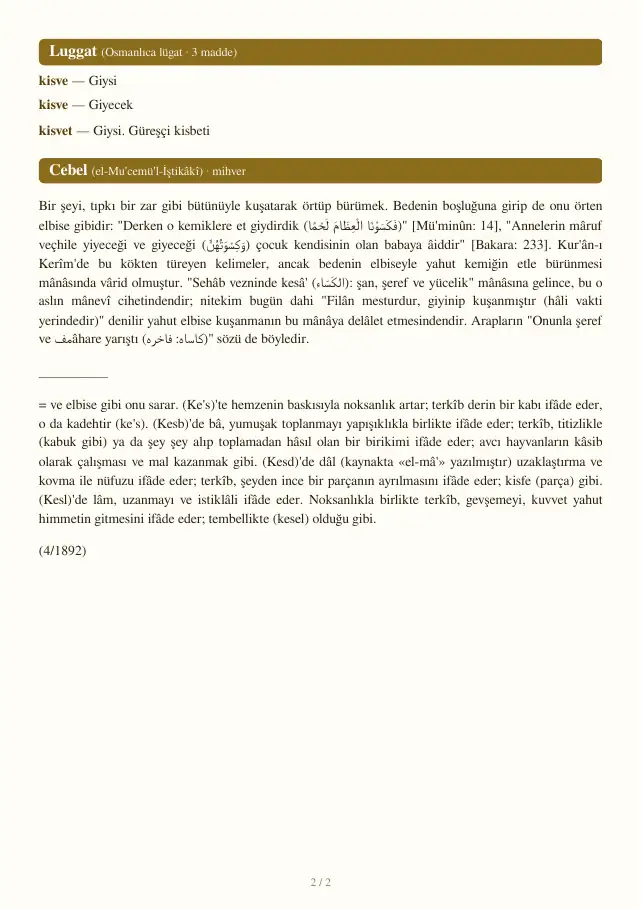 Luggat (Osmanlıca lügat · 3 madde)
kisve — Giysi
kisve — Giyecek
kisvet — Giysi. Güreşçi kisbeti
Cebel (el-Mu'cemü'l-İştikâkî) · mihver
Bir şeyi, tıpkı bir zar gibi bütünüyle kuşatarak örtüp bürümek. Bedenin boşluğuna girip de onu örten
elbise gibidir: "Derken o kemiklere et giydirdik (فَكَسَوْنَا الْعِظَامَ لَحْمًا)" [Mü'minûn: 14], "Annelerin mâruf
veçhile yiyeceği ve giyeceği (وَكِسْوَتُهُنَّ) çocuk kendisinin olan babaya âiddir" [Bakara: 233]. Kur'ân-ı
Kerîm'de bu kökten türeyen kelimeler, ancak bedenin elbiseyle yahut kemiğin etle bürünmesi
mânâsında vârid olmuştur. "Sehâb vezninde kesâ' (الكَسَاء): şan, şeref ve yücelik" mânâsına gelince, bu o
aslın mânevî cihetindendir; nitekim bugün dahi "Filân mesturdur, giyinip kuşanmıştır (hâli vakti
yerindedir)" denilir yahut elbise kuşanmanın bu mânâya delâlet etmesindendir. Arapların "Onunla şeref
ve مفâhare yarıştı (كاساه: فاخره)" sözü de böyledir.
= ve elbise gibi onu sarar. (Ke's)'te hemzenin baskısıyla noksanlık artar; terkîb derin bir kabı ifâde eder,
o da kadehtir (ke's). (Kesb)'de bâ, yumuşak toplanmayı yapışıklıkla birlikte ifâde eder; terkîb, titizlikle
(kabuk gibi) ya da şey şey alıp toplamadan hâsıl olan bir birikimi ifâde eder; avcı hayvanların kâsib
olarak çalışması ve mal kazanmak gibi. (Kesd)'de dâl (kaynakta «el-mâ'» yazılmıştır) uzaklaştırma ve
kovma ile nüfuzu ifâde eder; terkîb, şeyden ince bir parçanın ayrılmasını ifâde eder; kisfe (parça) gibi.
(Kesl)'de lâm, uzanmayı ve istiklâli ifâde eder. Noksanlıkla birlikte terkîb, gevşemeyi, kuvvet yahut
himmetin gitmesini ifâde eder; tembellikte (kesel) olduğu gibi.
(4/1892)
2 / 2